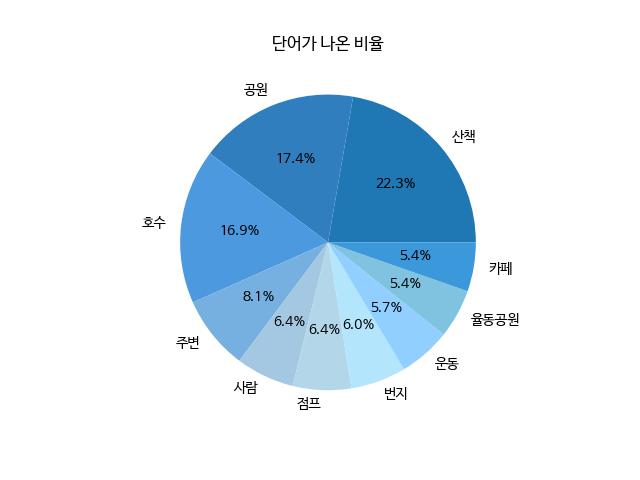 단어가 나온 비율
공원
산책
17.4%
22.3%
호수
16.9%
5.4%
카페
5.4%
8.1%
5.7%
율동공원
6.4%
6.4%
6.0%
주변
운동
사람
점프
번지